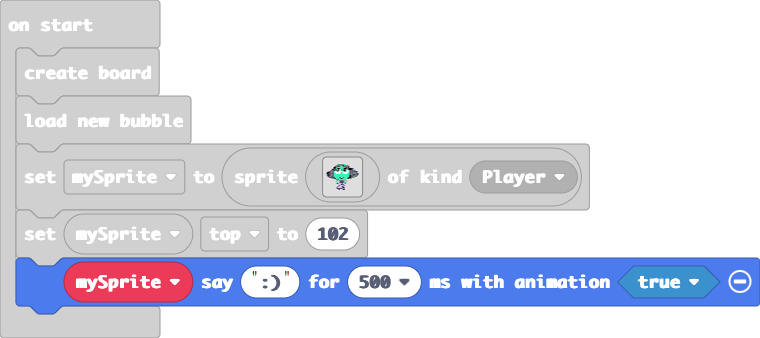 on start
create board
load new bubble
set mySprite to sprite of kind Player
set mySprite top to 102
mySprite say ":)" for 500 ms with animation true